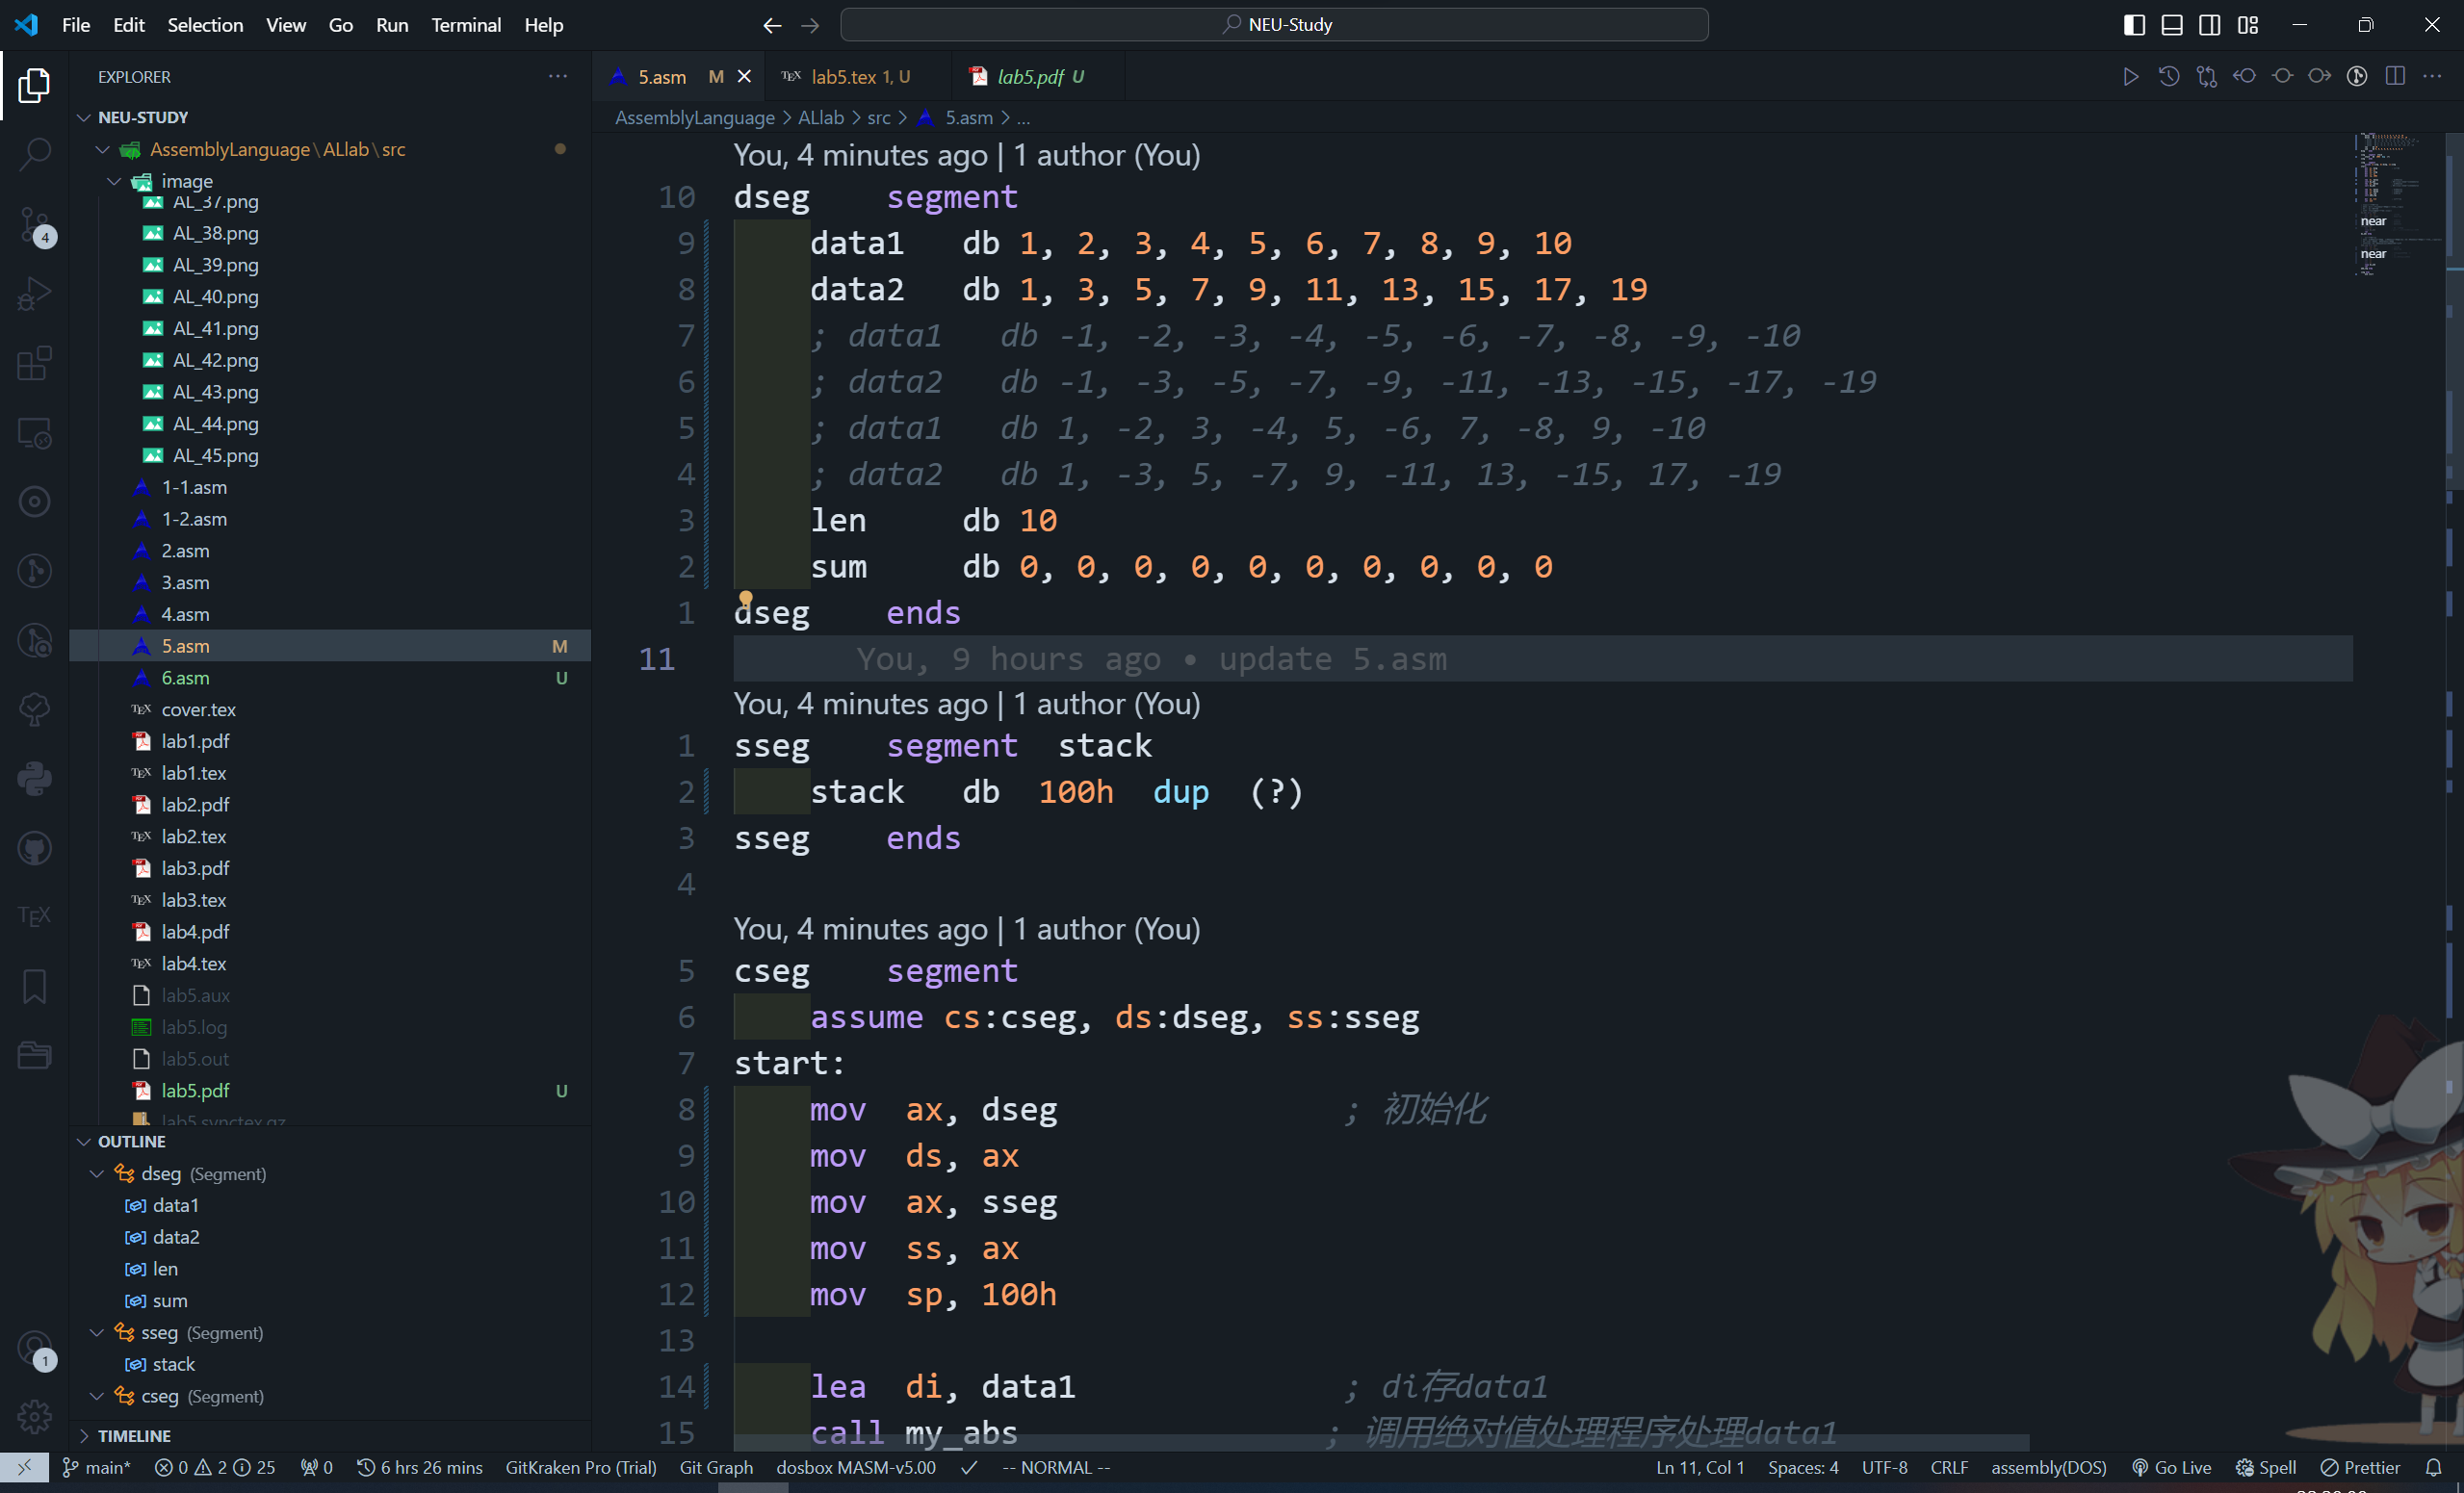 File Edit Selection View Go Run Terminal Help
NEU-Study
EXPLORER
NEU-STUDY
AssemblyLanguage\ALlab\src
image
AL_37.png
AL_38.png
AL_39.png
AL_40.png
AL_41.png
AL_42.png
AL_43.png
AL_44.png
AL_45.png
1-1.asm
1-2.asm
2.asm
3.asm
4.asm
5.asm M
6.asm U
cover.tex
lab1.pdf
lab1.tex
lab2.pdf
lab2.tex
lab3.pdf
lab3.tex
lab4.pdf
lab4.tex
lab5.aux
lab5.log
lab5.out
lab5.pdf U
lab5.synctex.gz
OUTLINE
dseg (Segment)
data1
data2
len
sum
sseg (Segment)
stack
cseg (Segment)
TIMELINE
4
1
TEX
5.asm M
TEX lab5.tex 1, U
lab5.pdf U
AssemblyLanguage > ALlab > src > 5.asm > ...
You, 4 minutes ago | 1 author (You)
10 dseg segment
9 data1 db 1, 2, 3, 4, 5, 6, 7, 8, 9, 10
8 data2 db 1, 3, 5, 7, 9, 11, 13, 15, 17, 19
7 ; data1 db -1, -2, -3, -4, -5, -6, -7, -8, -9, -10
6 ; data2 db -1, -3, -5, -7, -9, -11, -13, -15, -17, -19
5 ; data1 db 1, -2, 3, -4, 5, -6, 7, -8, 9, -10
4 ; data2 db 1, -3, 5, -7, 9, -11, 13, -15, 17, -19
3 len db 10
2 sum db 0, 0, 0, 0, 0, 0, 0, 0, 0, 0
1 dseg ends
11 You, 9 hours ago • update 5.asm
You, 4 minutes ago | 1 author (You)
1 sseg segment stack
2 stack db 100h dup (?)
3 sseg ends
4
You, 4 minutes ago | 1 author (You)
5 cseg segment
6 assume cs:cseg, ds:dseg, ss:sseg
7 start:
8 mov ax, dseg ; 初始化
9 mov ds, ax
10 mov ax, sseg
11 mov ss, ax
12 mov sp, 100h
13
14 lea di, data1 ; di存data1
15 call my_abs ; 调用绝对值处理程序处理data1
near
near
main* 0 2 25 0 6 hrs 26 mins GitKraken Pro (Trial) Git Graph dosbox MASM-v5.00 -- NORMAL -- Ln 11, Col 1 Spaces: 4 UTF-8 CRLF assembly(DOS) Go Live Spell Prettier